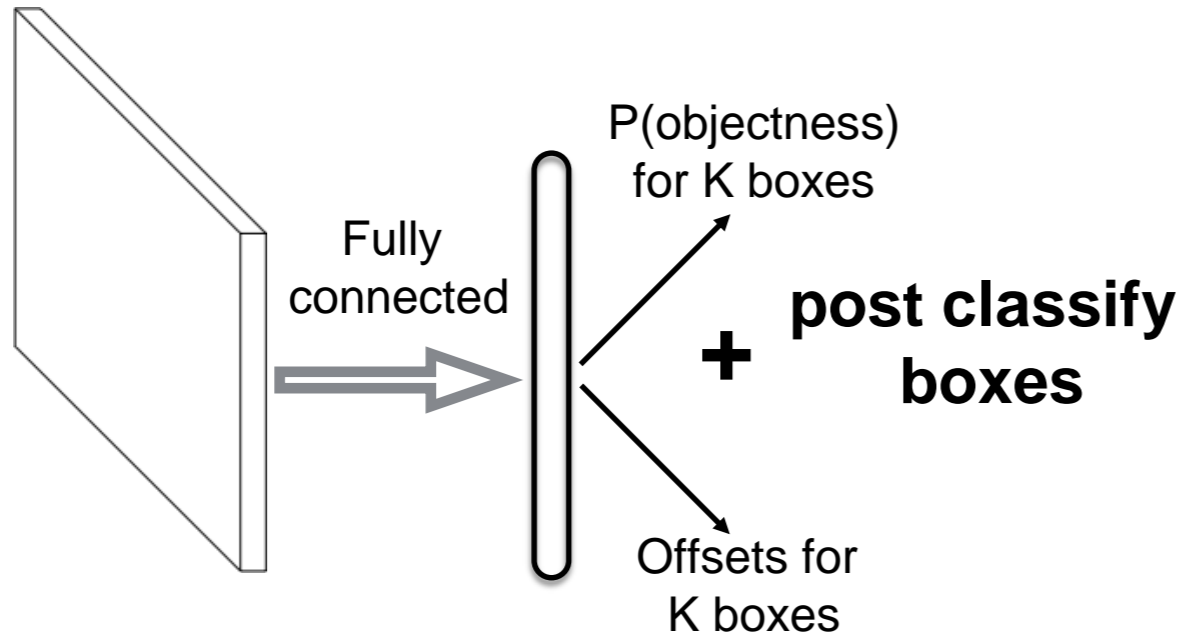 P(objectness)
for K boxes
Fully
connected
+
post classify
boxes
Offsets for
K boxes